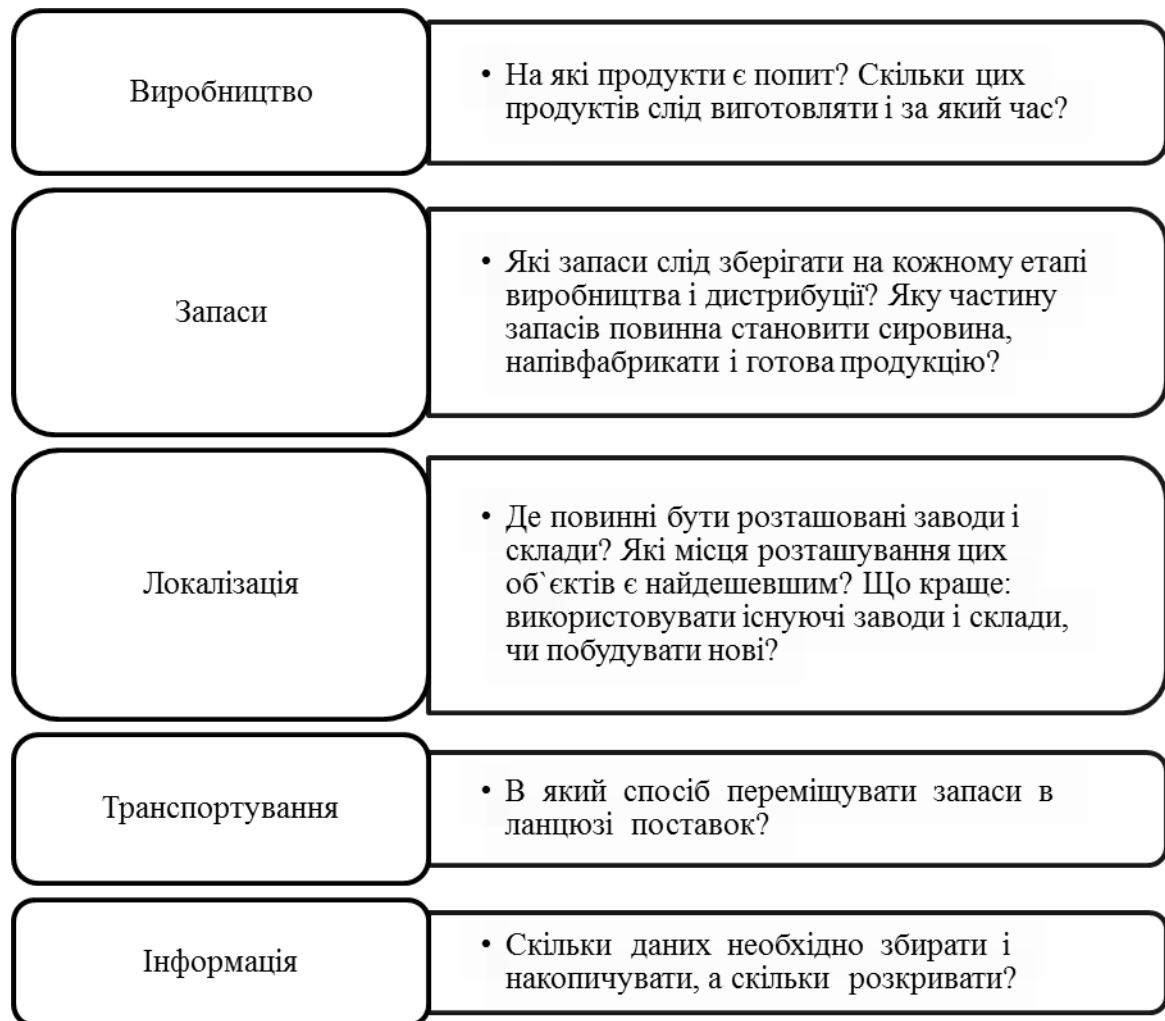 Виробництво
• На які продукти є попит? Скільки цих
продуктів слід виготовляти і за який час?
Запаси
• Які запаси слід зберігати на кожному етапі
виробництва і дистрибуції? Яку частину
запасів повинна становити сировина,
напівфабрикати і готова продукцію?
Локалізація
• Де повинні бути розташовані заводи і
склади? Які місця розташування цих
об`єктів є найдешевшим? Що краще:
використовувати існуючі заводи і склади,
чи побудувати нові?
Транспортування
• В який спосіб переміщувати запаси в
ланцюзі поставок?
Інформація
• Скільки даних необхідно збирати і
накопичувати, а скільки розкривати?